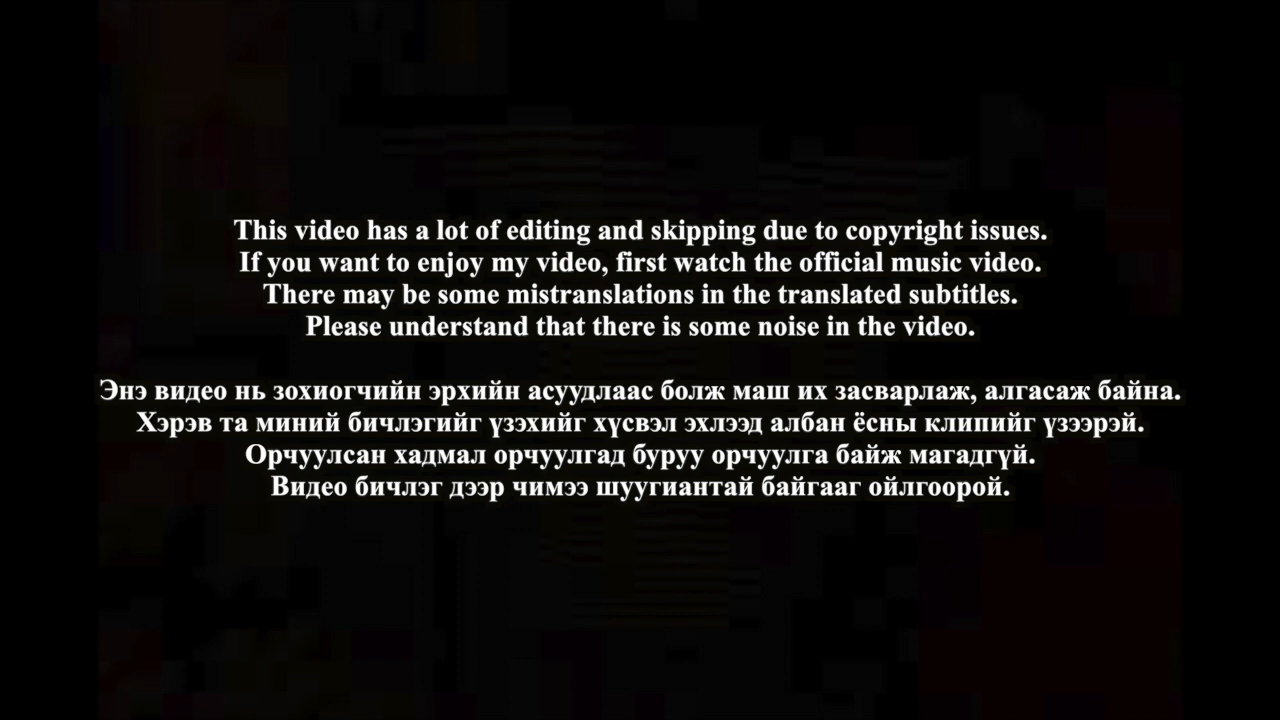 This video has a lot of editing and skipping due to copyright issues.
If you want to enjoy my video, first watch the official music video.
There may be some mistranslations in the translated subtitles.
Please understand that there is some noise in the video.
Энэ видео нь зохиогчийн эрхийн асуудлаас болж маш их засварлаж, алгасаж байна.
Хэрэв та миний бичлэгийг үзэхийг хүсвэл эхлээд албан ёсны клипийг үзээрэй.
Орчуулсан хадмал орчуулгад буруу орчуулга байж магадгүй.
Видео бичлэг дээр чимээ шуугиантай байгааг ойлгоорой.